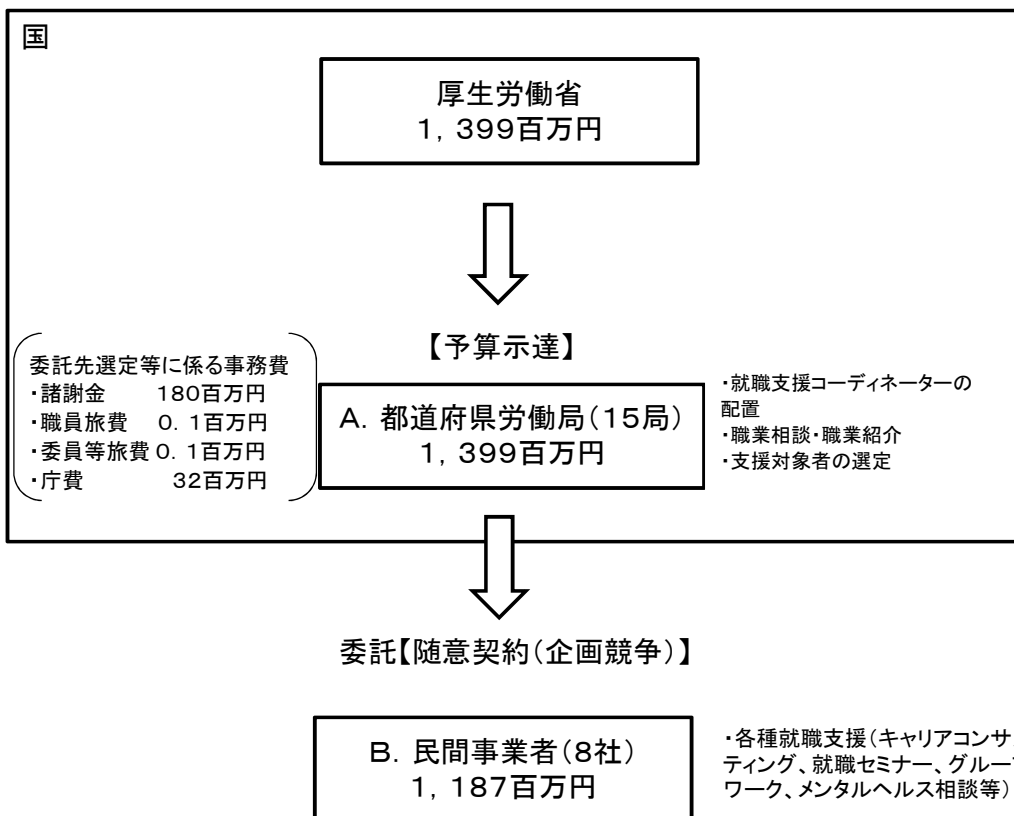 国
厚生労働省
1,399百万円
【予算示達】
委託先選定等に係る事務費
・諸謝金 180百万円
・職員旅費 0.1百万円
・委員等旅費 0.1百万円
・庁費 32百万円
A.都道府県労働局(15局)
1,399百万円
・就職支援コーディネーターの
配置
・職業相談・職業紹介
・支援対象者の選定
委託【随意契約(企画競争)】
B.民間事業者(8社)
1,187百万円
・各種就職支援(キャリアコンサ
ティング、就職セミナー、グルー
ワーク、メンタルヘルス相談等)